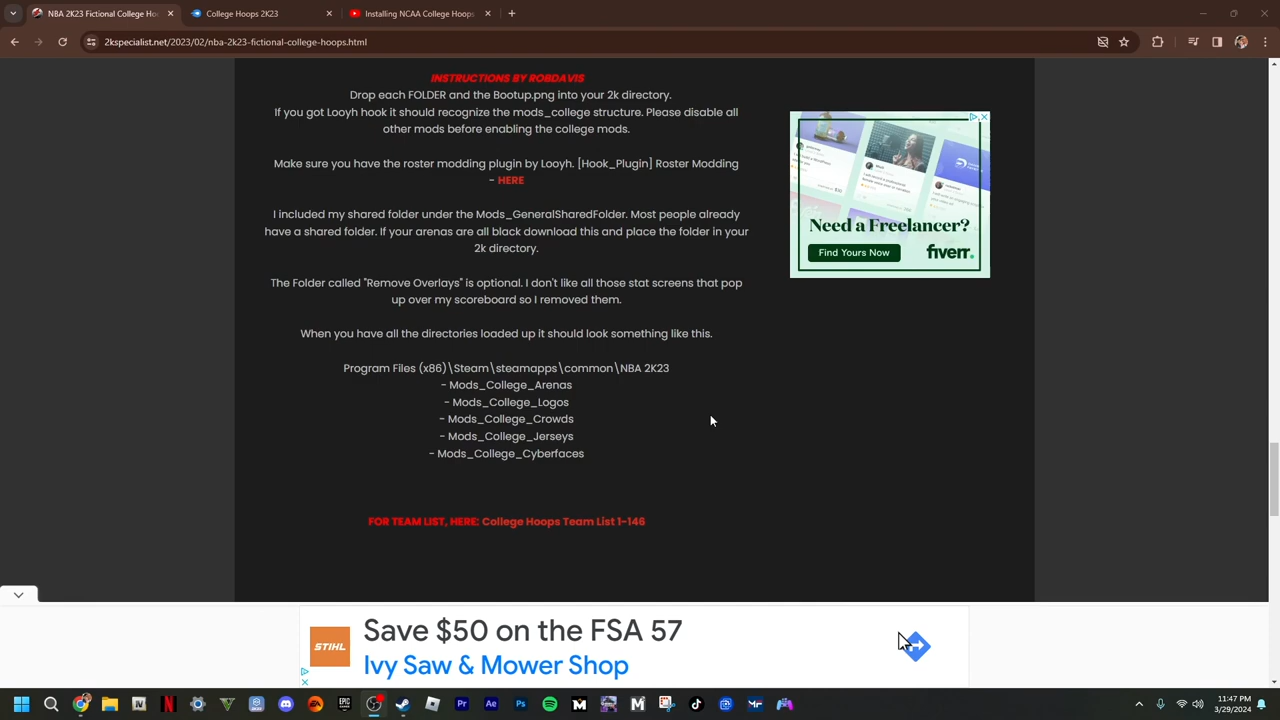 NBA 2K23 Fictional College Ho
College Hoops 2K23
Installing NCAA College Hoops
2kspecialist.net/2023/02/nba-2k23-fictional-college-hoops.html
INSTRUCTIONS BY ROBDAVIS
Drop each FOLDER and the Bootup.png into your 2k directory.
If you got Looyh hook it should recognize the mods_college structure. Please disable all
other mods before enabling the college mods.
Make sure you have the roster modding plugin by Looyh. [Hook_Plugin] Roster Modding
- HERE
I included my shared folder under the Mods_GeneralSharedFolder. Most people already
have a shared folder. If your arenas are all black download this and place the folder in your
2k directory.
The Folder called "Remove Overlays" is optional. I don't like all those stat screens that pop
up over my scoreboard so I removed them.
When you have all the directories loaded up it should look something like this.
Program Files (x86)\Steam\steamapps\common\NBA 2K23
- Mods_College_Arenas
- Mods_College_Logos
- Mods_College_Crowds
- Mods_College_Jerseys
- Mods_College_Cyberfaces
FOR TEAM LIST, HERE: College Hoops Team List 1-146
Need a Freelancer?
Find Yours Now
fiverr.
STIHL
Save $50 on the FSA 57
Ivy Saw & Mower Shop
11:47 PM
3/29/2024